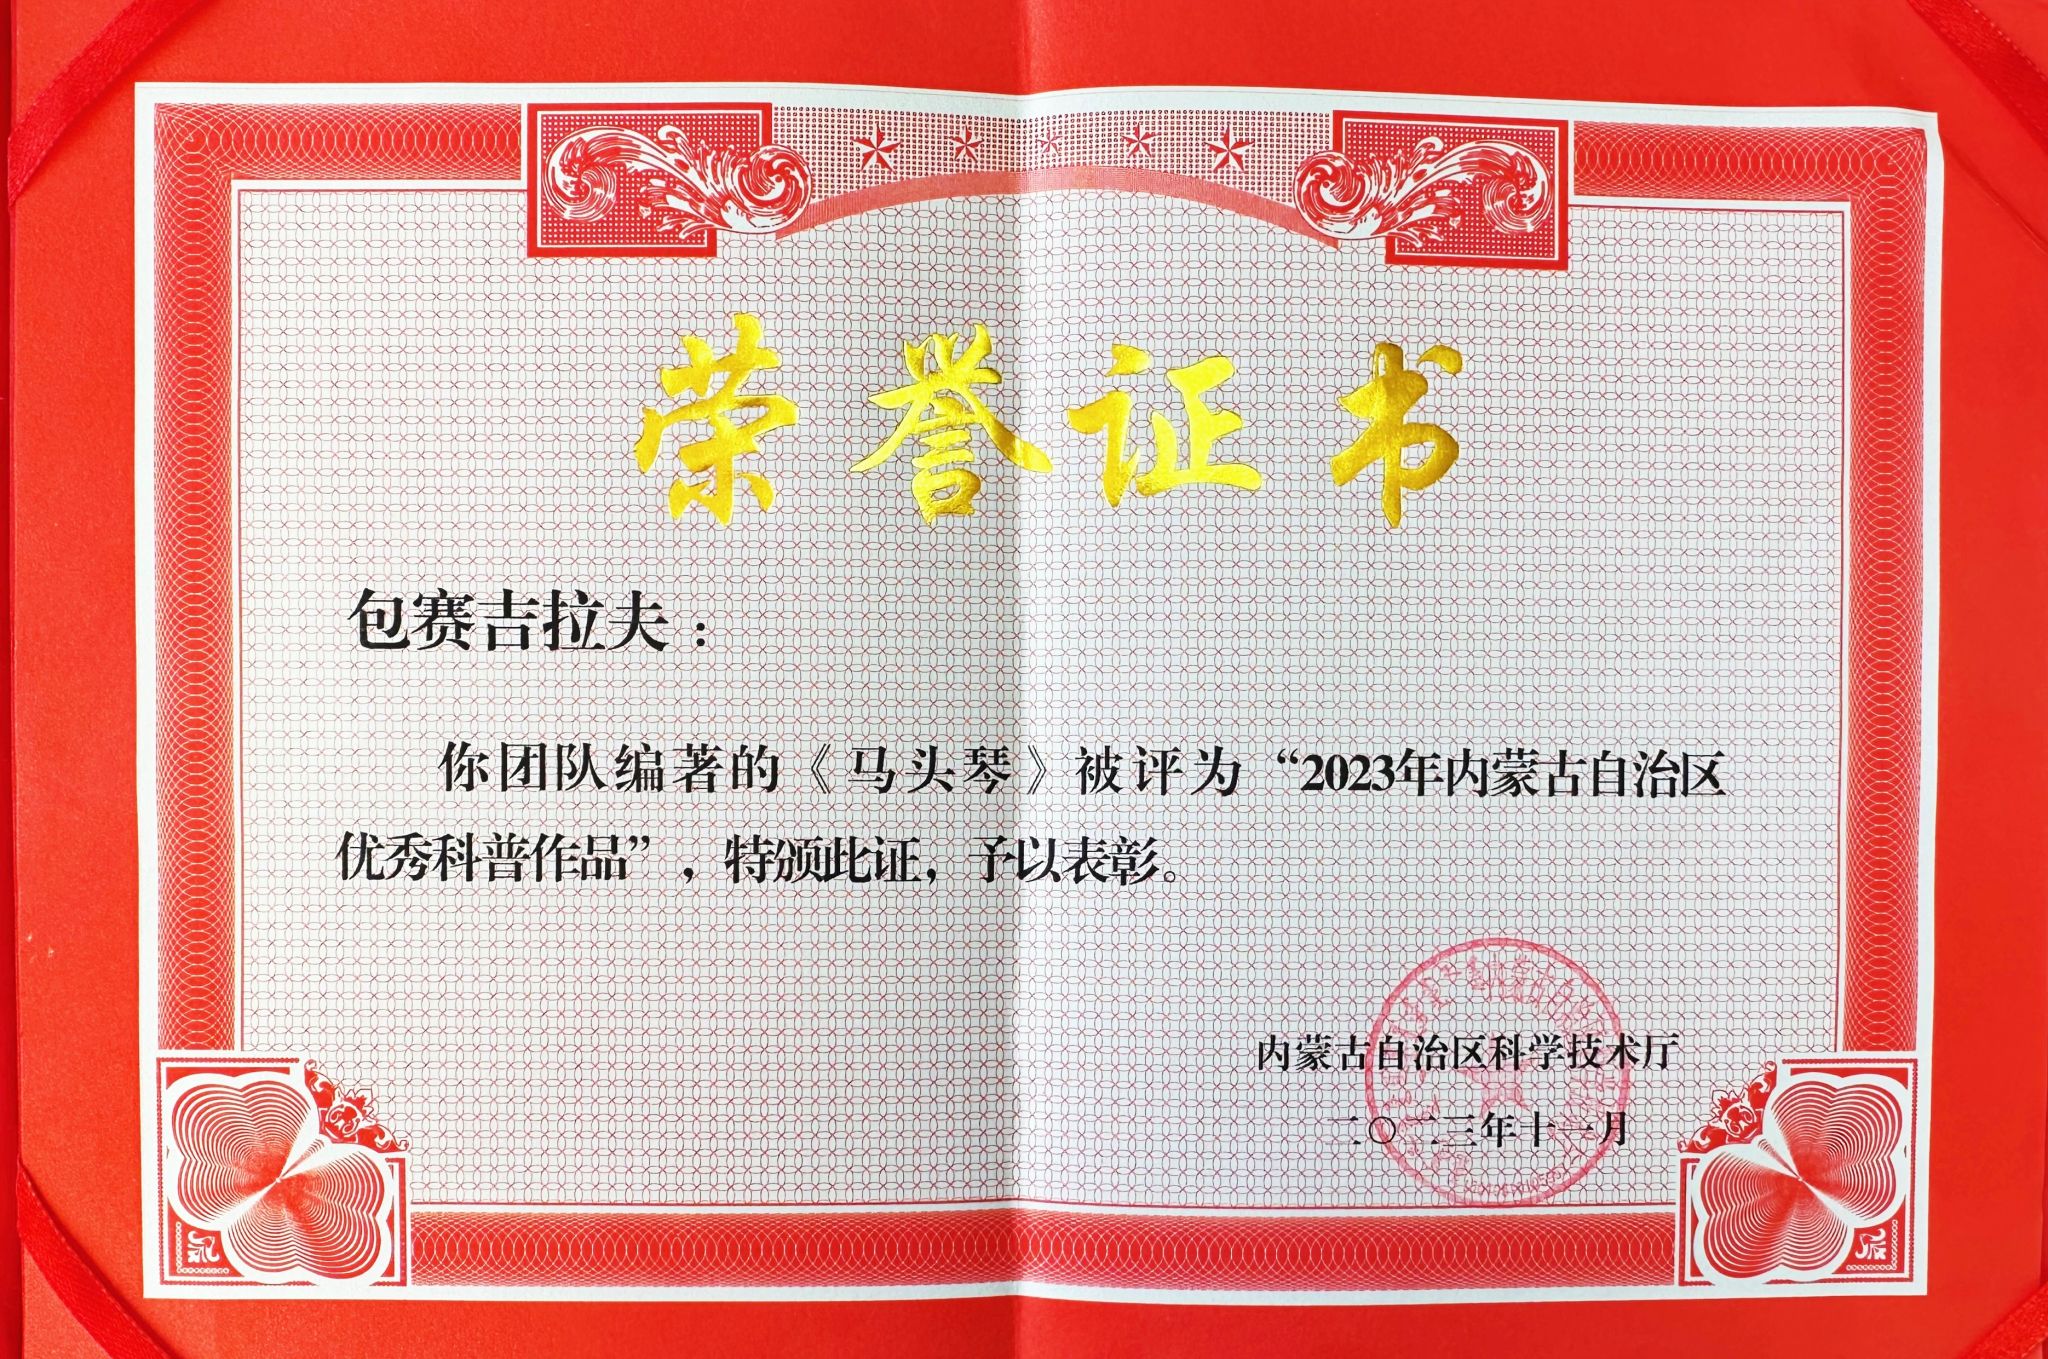 荣誉证书
包赛吉拉夫：
你团队编著的《马头琴》被评为“2023年内蒙古自治区
优秀科普作品”，特颁此证，予以表彰。
内蒙古自治区科学技术厅
二〇二三年十一月